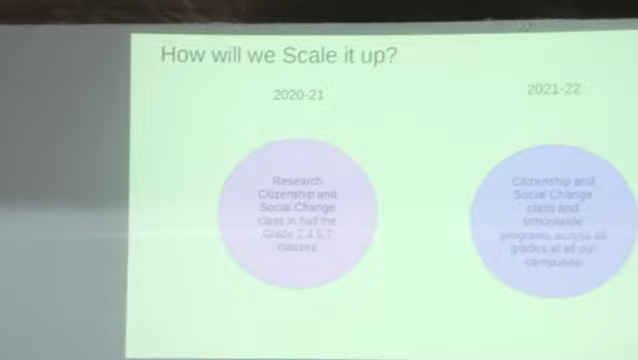 How will we Scale it up?
2020-21
2021-22
Research
Citizenship and
Social Change
class in half the
Grade 2,4,5,7
classes
Citizenship and
Social Change
class and
schoolwide
programs across all
grades at all our
campuses